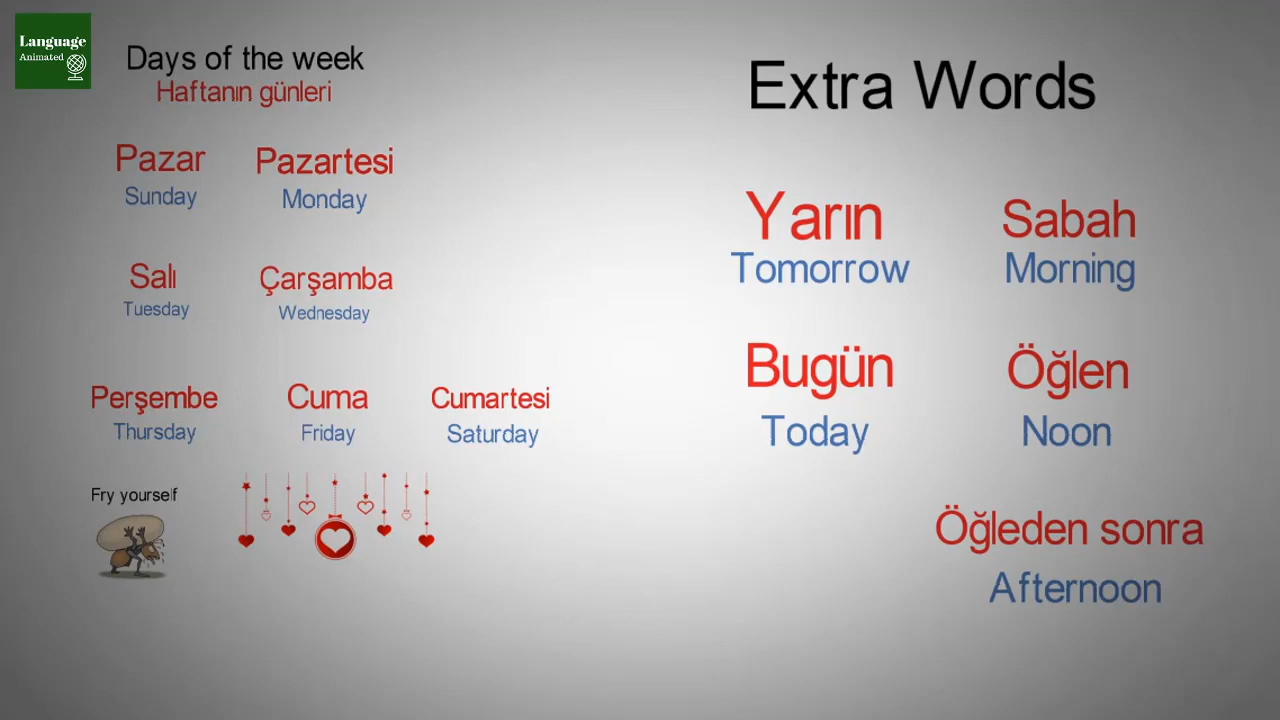 Language
Animated
Days of the week
Haftanın günleri
Pazar
Sunday
Pazartesi
Monday
Salı
Tuesday
Çarşamba
Wednesday
Perşembe
Thursday
Cuma
Friday
Cumartesi
Saturday
Fry yourself
Extra Words
Yarın
Tomorrow
Sabah
Morning
Bugün
Today
Öğlen
Noon
Öğleden sonra
Afternoon